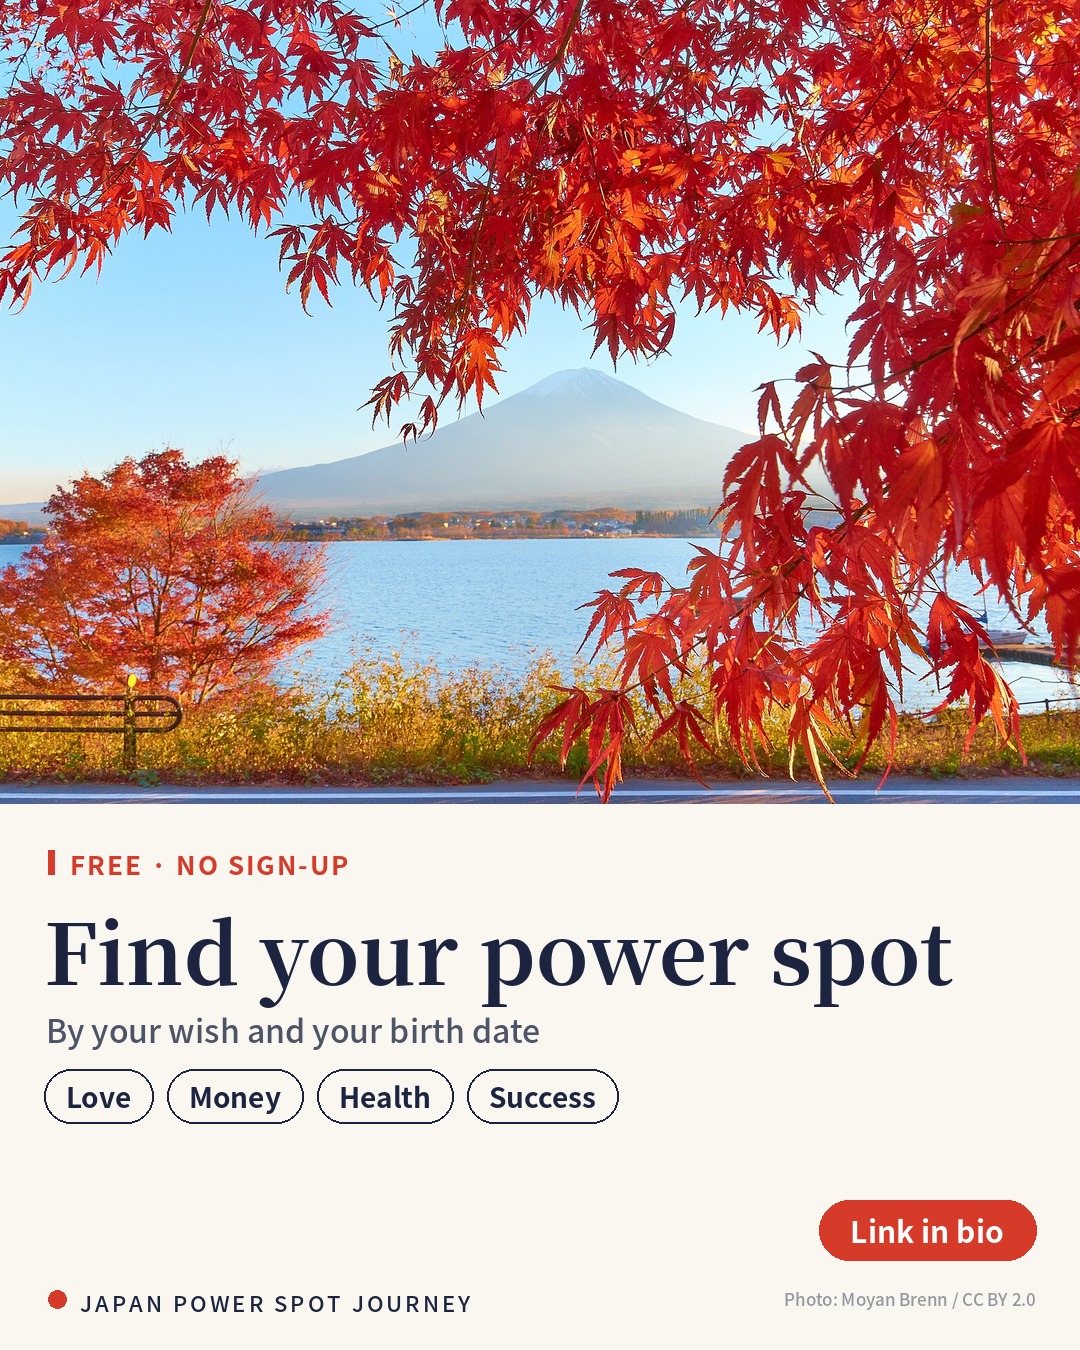 FREE · NO SIGN-UP
Find your power spot
By your wish and your birth date
Love Money Health Success
Link in bio
JAPAN POWER SPOT JOURNEY
Photo: Moyan Brenn / CC BY 2.0